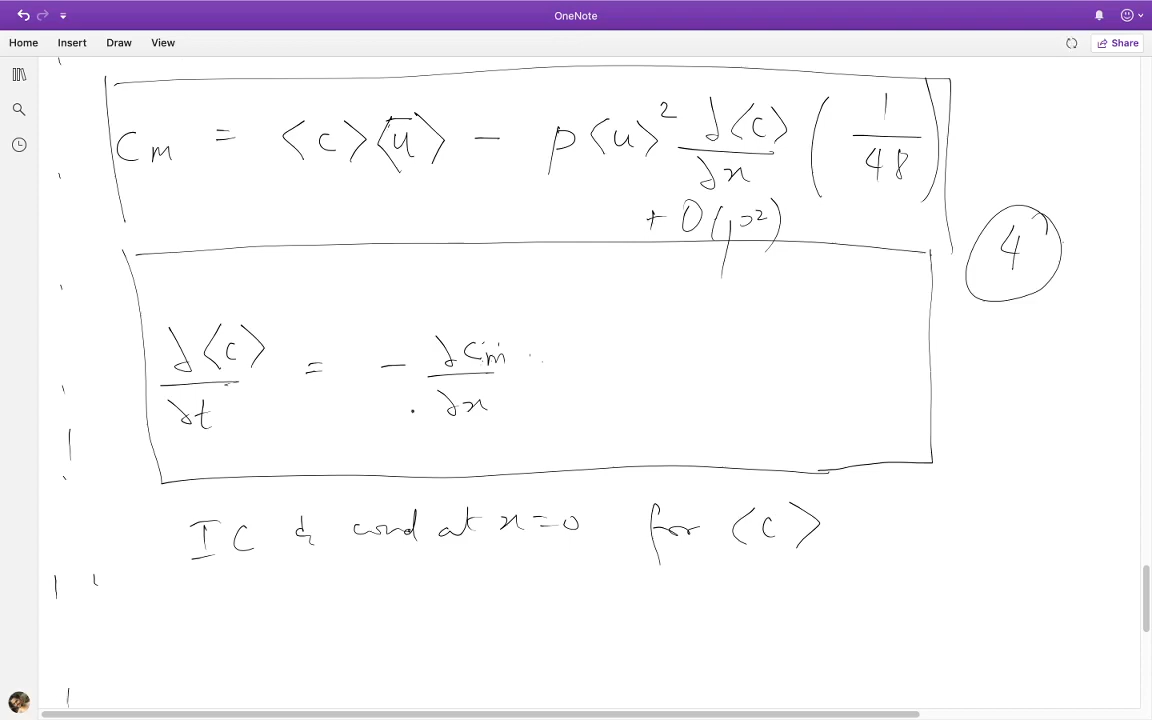 OneNote
Home Insert Draw View Share
Cm = ⟨c⟩⟨u⟩ − p⟨u⟩² ∂⟨c⟩/∂x (1/48)
+ O(p²)
4
∂⟨c⟩/∂t = − ∂Cm/∂x
IC & cond at x=0 for ⟨c⟩